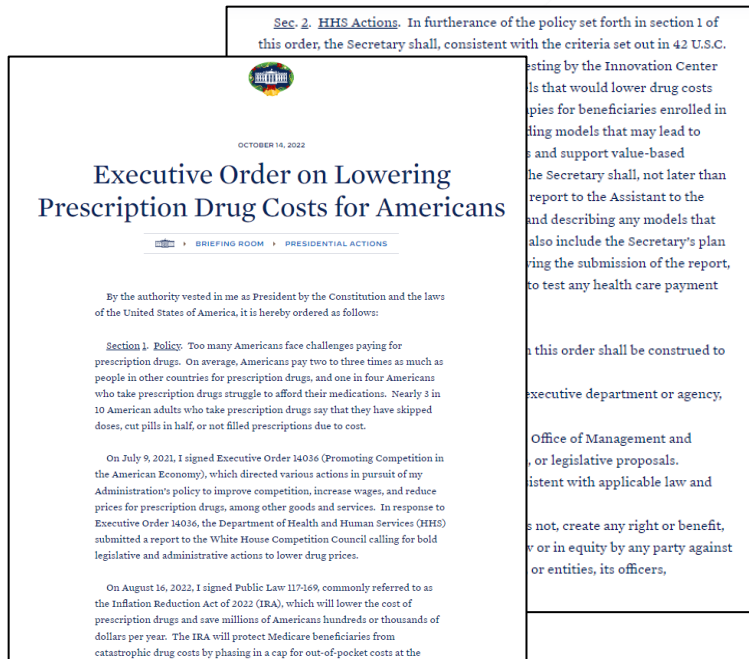 OCTOBER 14, 2022
Executive Order on Lowering
Prescription Drug Costs for Americans
BRIEFING ROOM
PRESIDENTIAL ACTIONS
By the authority vested in me as President by the Constitution and the laws
of the United States of America, it is hereby ordered as follows:
Section 1. Policy. Too many Americans face challenges paying for
prescription drugs. On average, Americans pay two to three times as much as
people in other countries for prescription drugs, and one in four Americans
who take prescription drugs struggle to afford their medications. Nearly 3 in
10 American adults who take prescription drugs say that they have skipped
doses, cut pills in half, or not filled prescriptions due to cost.
On July 9, 2021, I signed Executive Order 14036 (Promoting Competition in
the American Economy), which directed various actions in pursuit of my
Administration's policy to improve competition, increase wages, and reduce
prices for prescription drugs, among other goods and services. In response to
Executive Order 14036, the Department of Health and Human Services (HHS)
submitted a report to the White House Competition Council calling for bold
legislative and administrative actions to lower drug prices.
On August 16, 2022, I signed Public Law 117-169, commonly referred to as
the Inflation Reduction Act of 2022 (IRA), which will lower the cost of
prescription drugs and save millions of Americans hundreds or thousands of
dollars per year. The IRA will protect Medicare beneficiaries from
catastrophic drug costs by phasing in a cap for out-of-pocket costs at the
Sec. 2. HHS Actions. In furtherance of the policy set forth in section 1 of
this order, the Secretary shall, consistent with the criteria set out in 42 U.S.C.
esting by the Innovation Center
ls that would lower drug costs
apies for beneficiaries enrolled in
ding models that may lead to
s and support value-based
he Secretary shall, not later than
report to the Assistant to the
and describing any models that
also include the Secretary's plan
ving the submission of the report,
to test any health care payment
this order shall be construed to
executive department or agency,
Office of Management and
, or legislative proposals.
istent with applicable law and
s not, create any right or benefit,
or in equity by any party against
or entities, its officers,